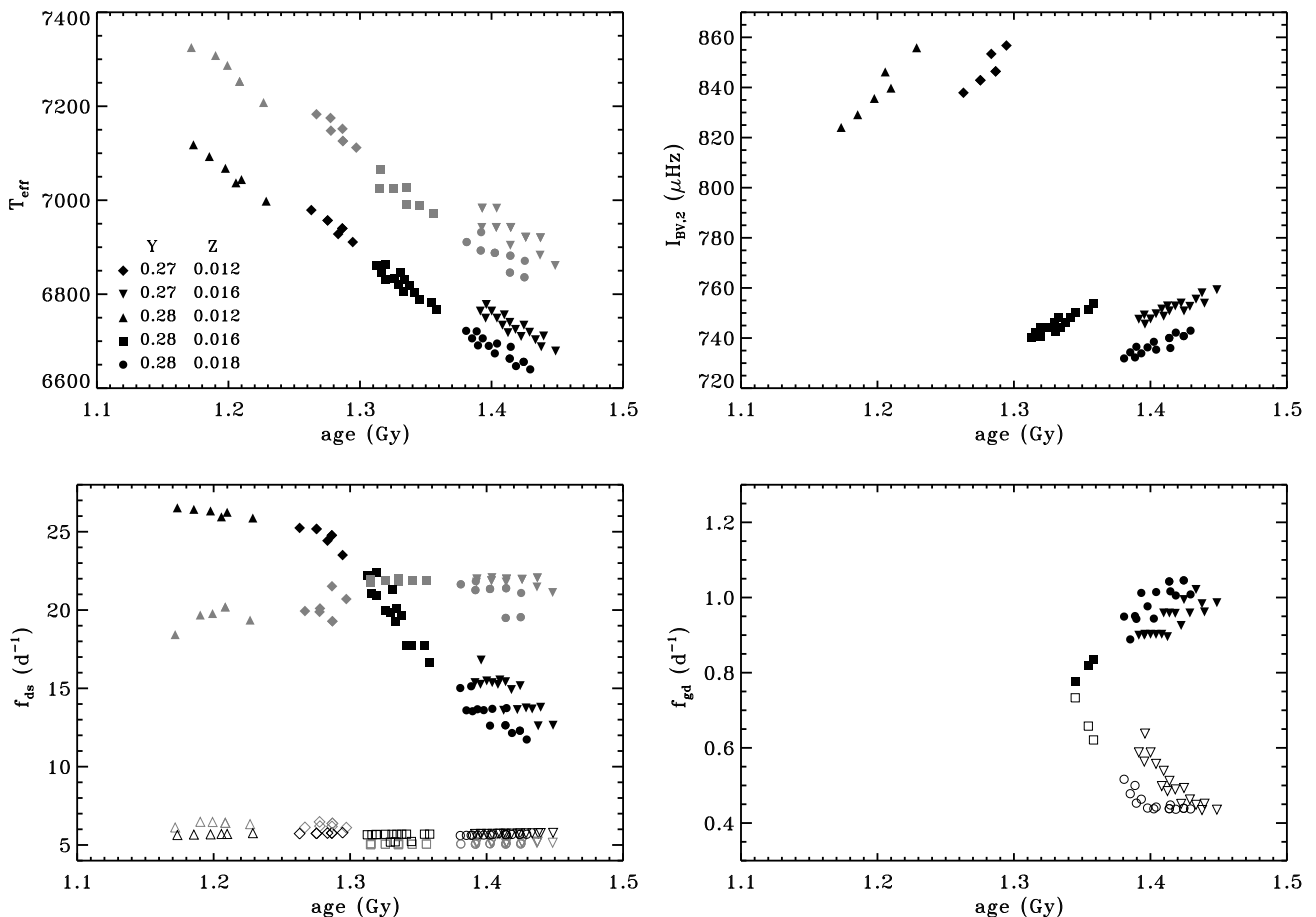 7400
7200
7000
6800
6600
T_eff
Y Z
0.27 0.012
0.27 0.016
0.28 0.012
0.28 0.016
0.28 0.018
1.1 1.2 1.3 1.4 1.5
age (Gy)
860
840
820
800
780
760
740
720
I_BV,2 (μHz)
1.1 1.2 1.3 1.4 1.5
age (Gy)
25
20
15
10
5
f_ds (d⁻¹)
1.1 1.2 1.3 1.4 1.5
age (Gy)
1.2
1.0
0.8
0.6
0.4
f_gd (d⁻¹)
1.1 1.2 1.3 1.4 1.5
age (Gy)